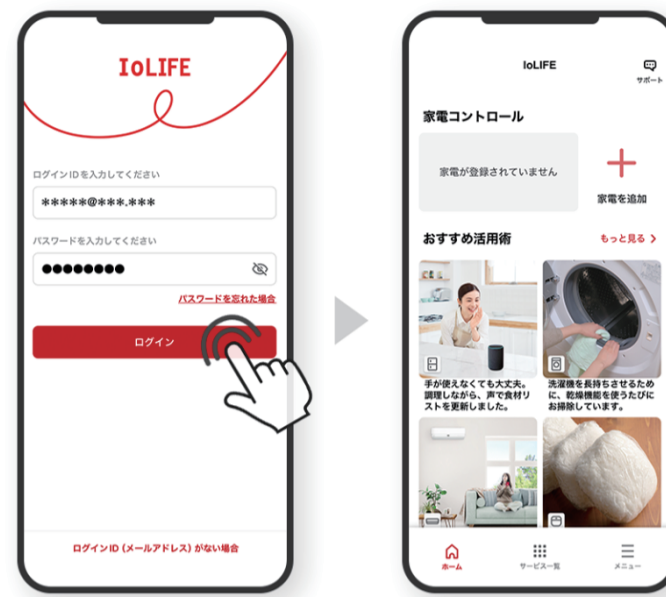 IoLIFE
ログインIDを入力してください
*****@***.***
パスワードを入力してください
パスワードを忘れた場合
ログイン
ログインID(メールアドレス)がない場合
IoLIFE
サポート
家電コントロール
家電が登録されていません
家電を追加
おすすめ活用術
もっと見る
手が使えなくても大丈夫。
調理しながら、声で食材リ
ストを更新しました。
洗濯機を長持ちさせるため
に、乾燥機能を使うたびに
お掃除しています。
ホーム
サービス一覧
メニュー